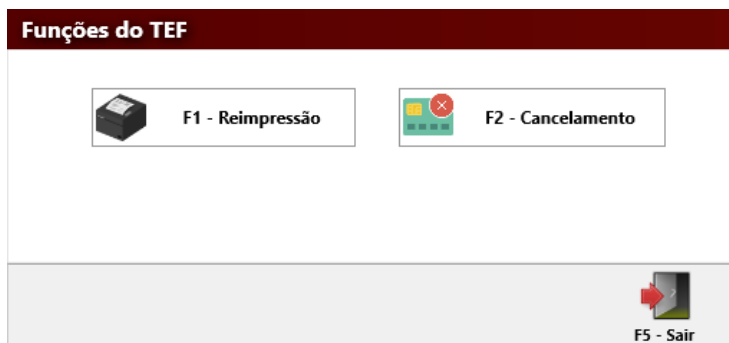 Funções do TEF
F1 - Reimpressão
F2 - Cancelamento
F5 - Sair